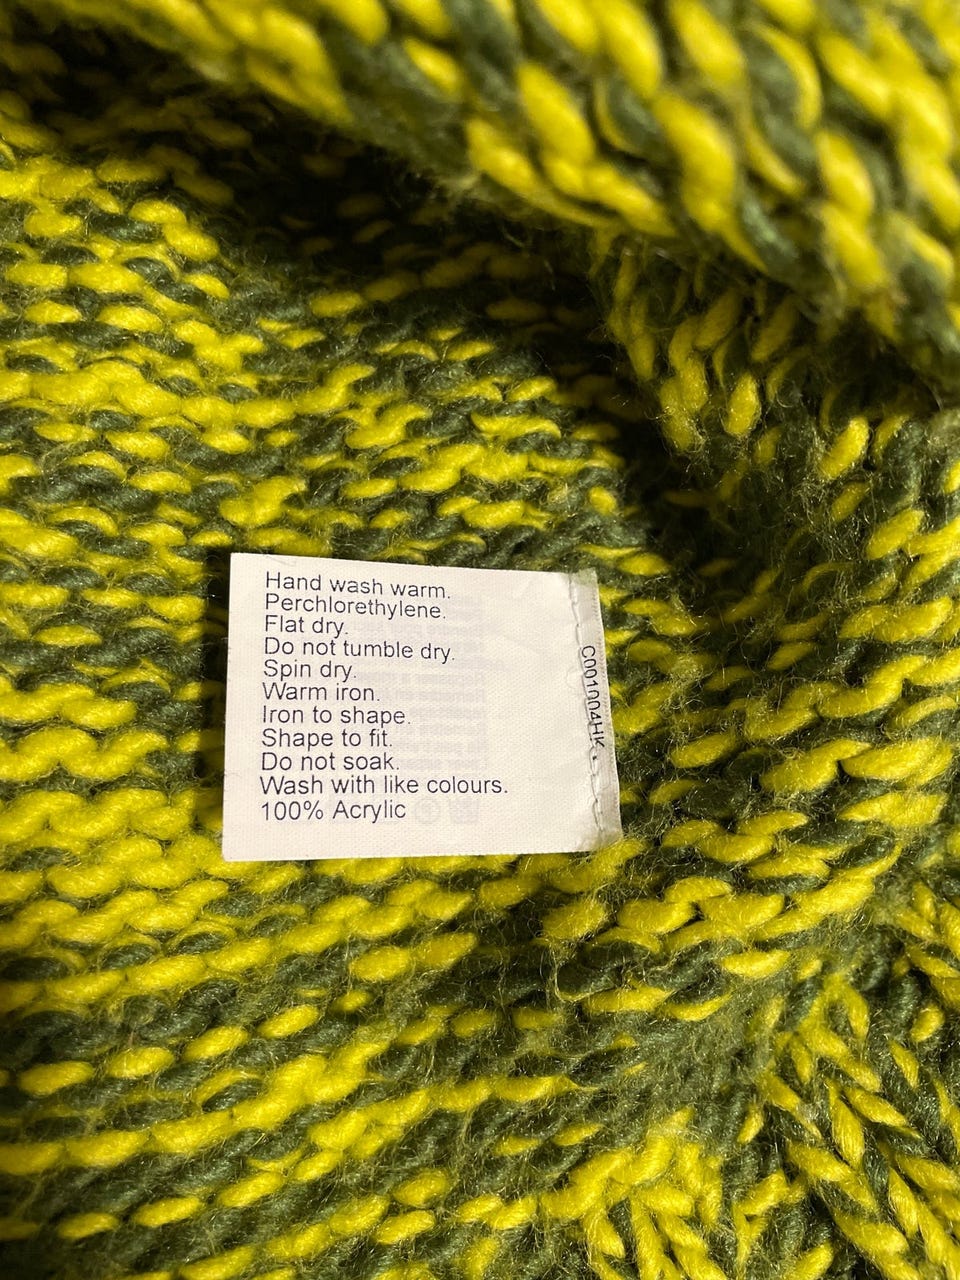 Hand wash warm.
Perchlorethylene.
Flat dry.
Do not tumble dry.
Spin dry.
Warm iron.
Iron to shape.
Shape to fit.
Do not soak.
Wash with like colours.
100% Acrylic
C001004HK.